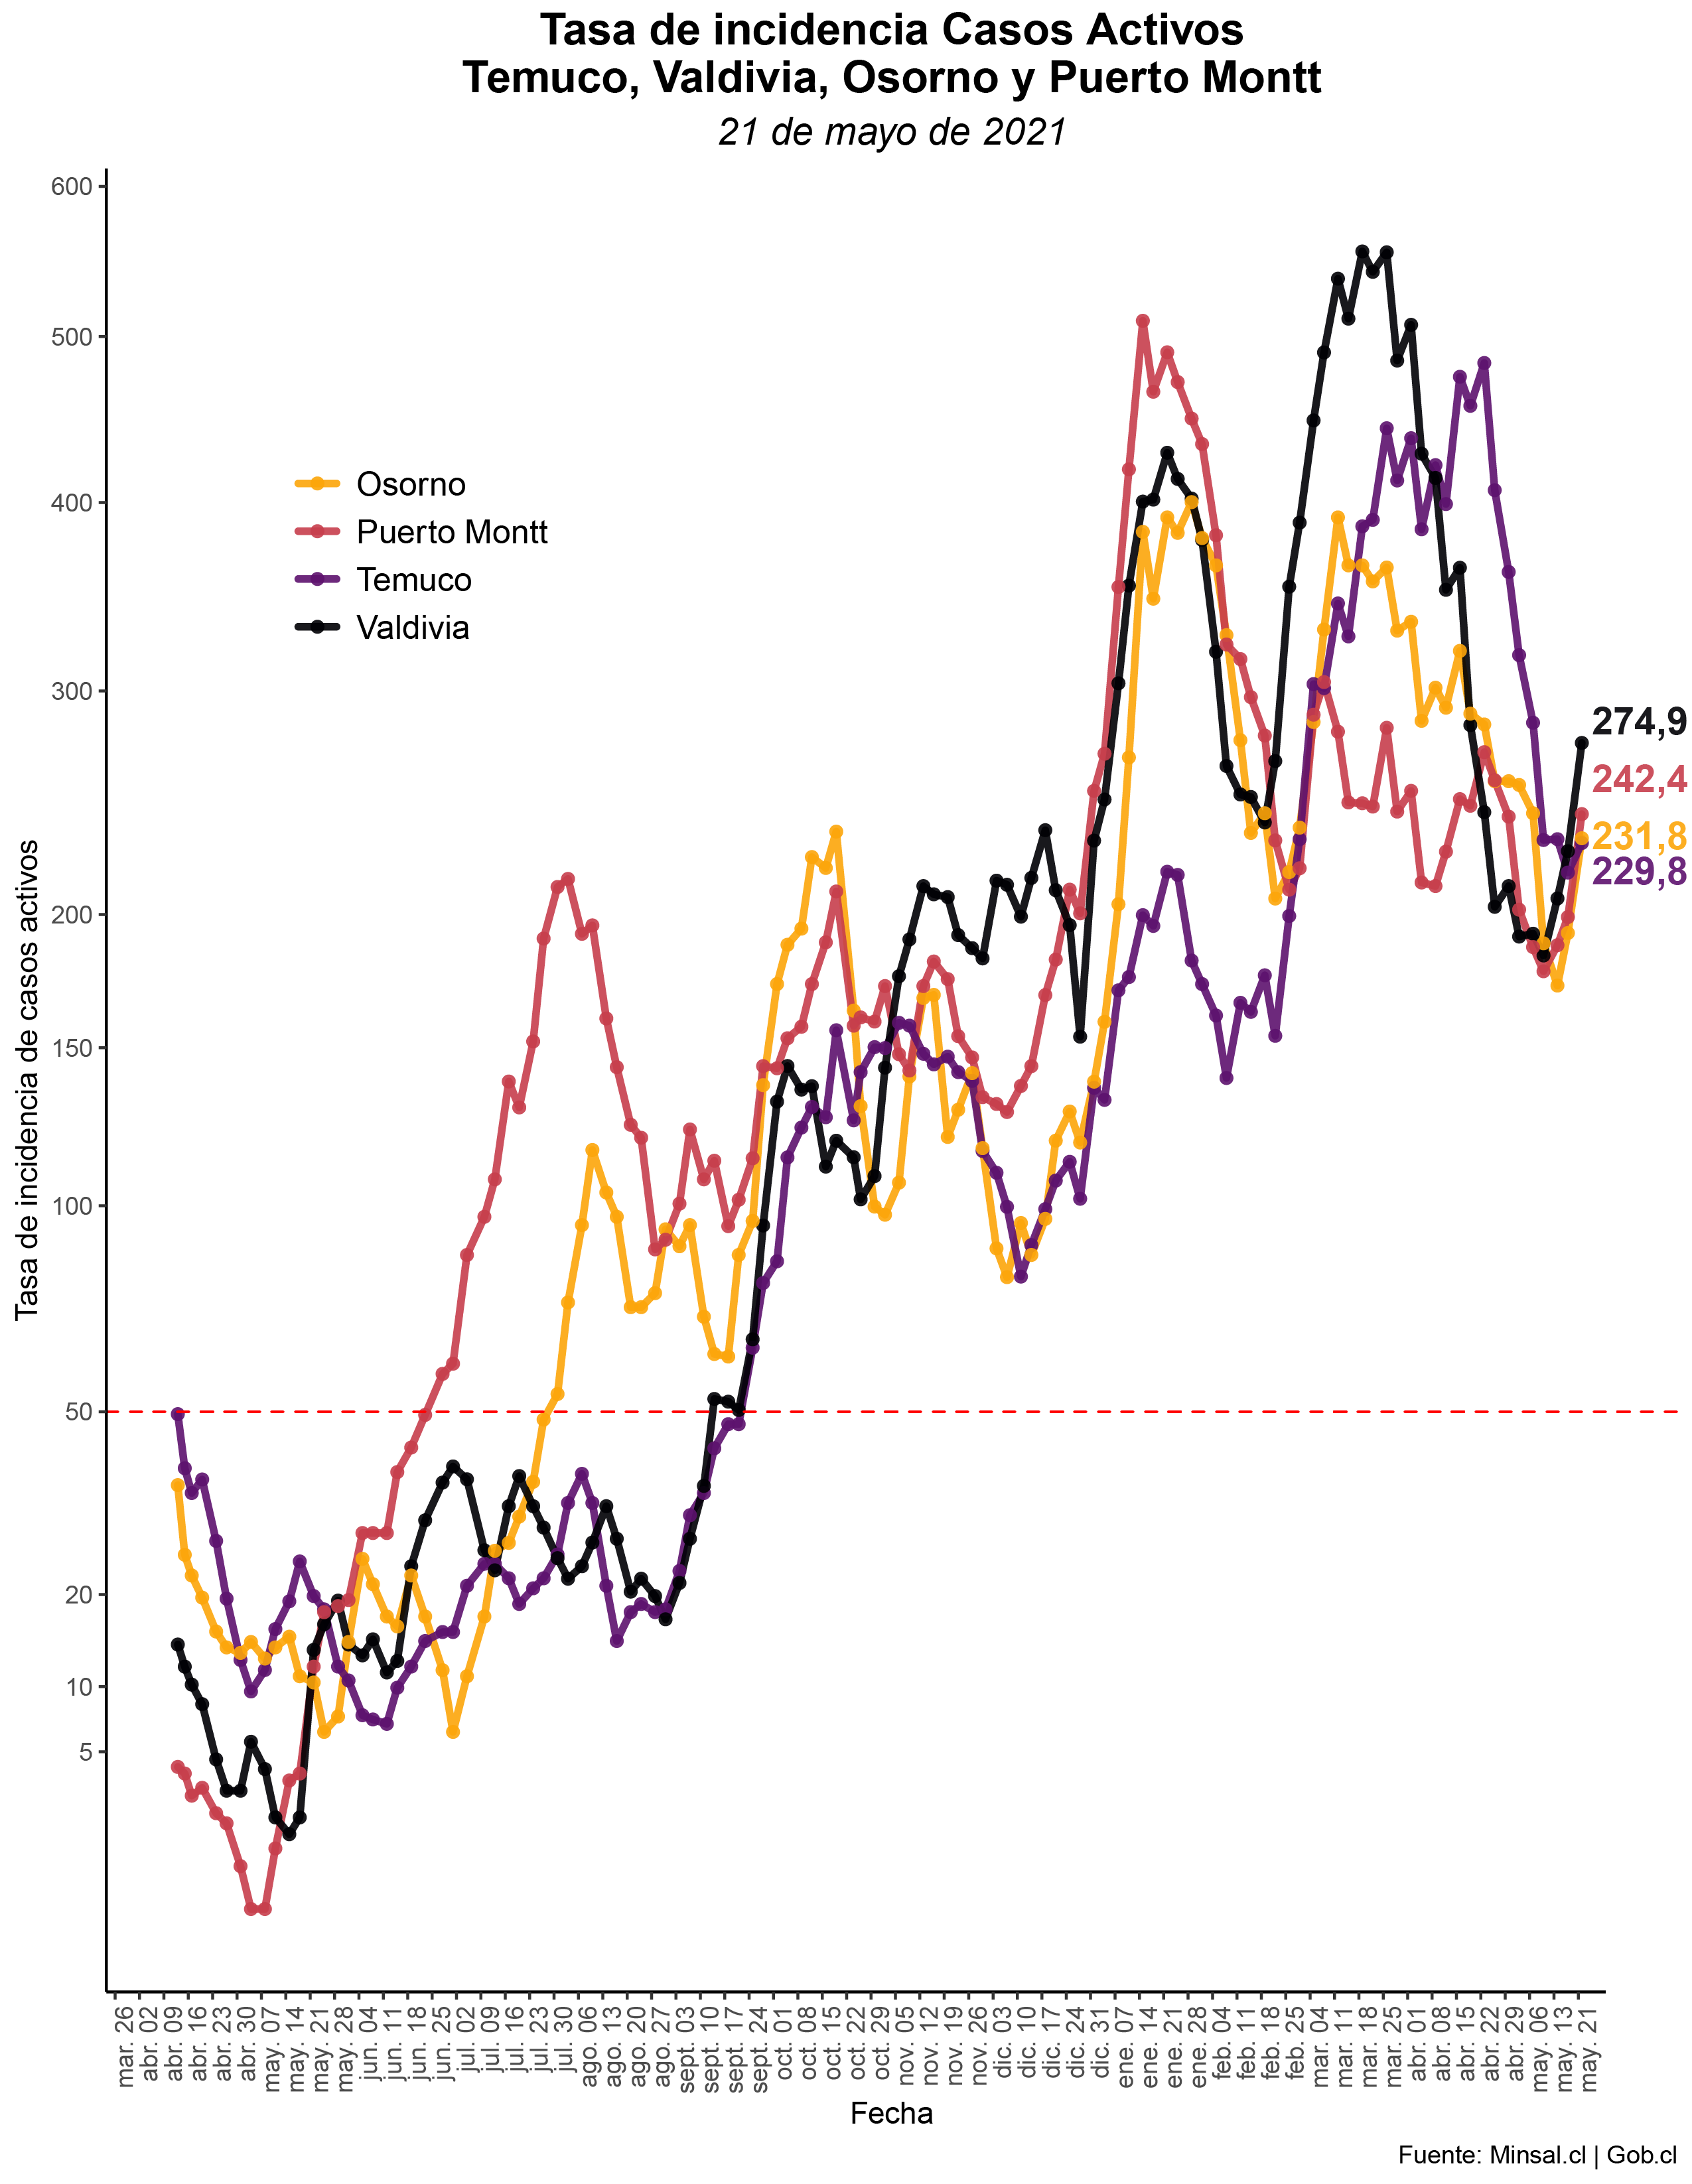 Tasa de incidencia Casos Activos
Temuco, Valdivia, Osorno y Puerto Montt
21 de mayo de 2021
Tasa de incidencia de casos activos
600
500
400
300
200
150
100
50
20
10
5
Osorno
Puerto Montt
Temuco
Valdivia
274,9
242,4
231,8
229,8
mar. 26
abr. 02
abr. 09
abr. 16
abr. 23
abr. 30
may. 07
may. 14
may. 21
may. 28
jun. 04
jun. 11
jun. 18
jun. 25
jul. 02
jul. 09
jul. 16
jul. 23
jul. 30
ago. 06
ago. 13
ago. 20
ago. 27
sept. 03
sept. 10
sept. 17
sept. 24
oct. 01
oct. 08
oct. 15
oct. 22
oct. 29
nov. 05
nov. 12
nov. 19
nov. 26
dic. 03
dic. 10
dic. 17
dic. 24
dic. 31
ene. 07
ene. 14
ene. 21
ene. 28
feb. 04
feb. 11
feb. 18
feb. 25
mar. 04
mar. 11
mar. 18
mar. 25
abr. 01
abr. 08
abr. 15
abr. 22
abr. 29
may. 06
may. 13
may. 21
Fecha
Fuente: Minsal.cl | Gob.cl